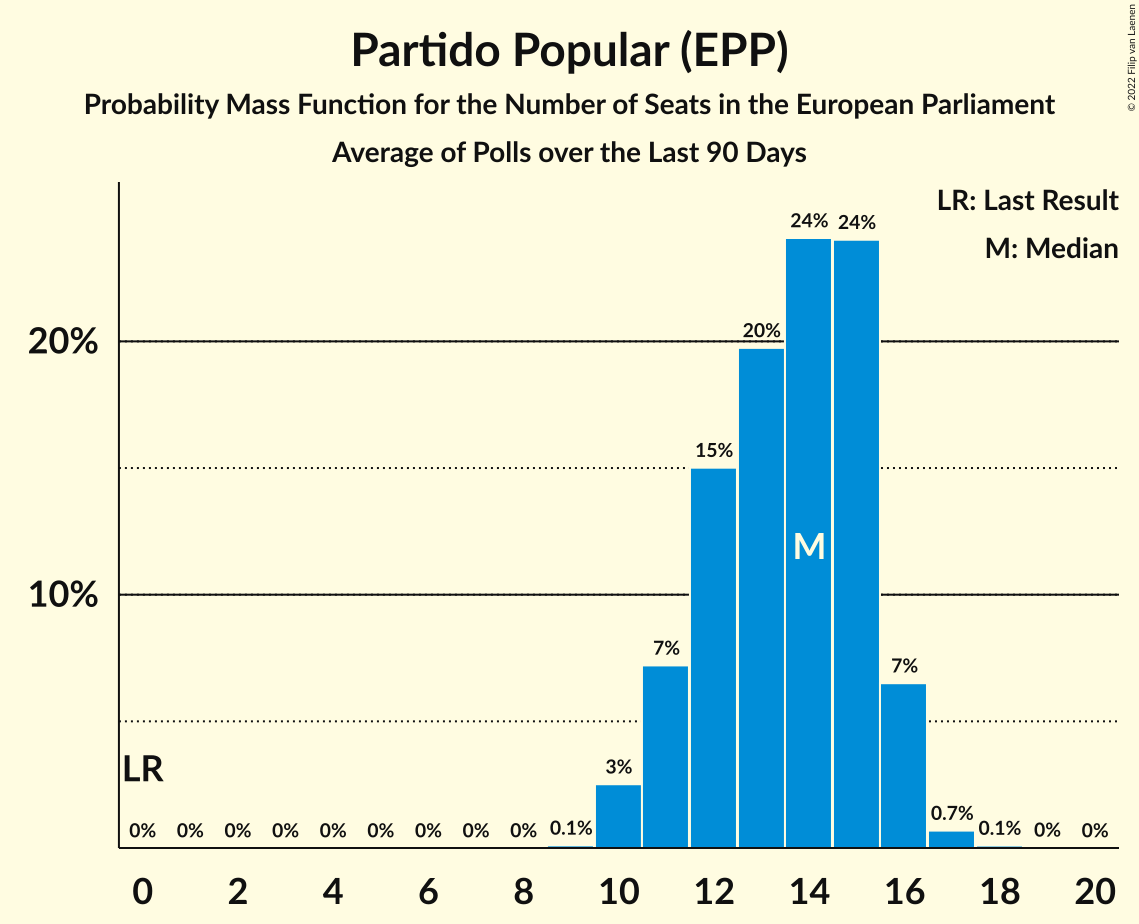 Partido Popular (EPP)
Probability Mass Function for the Number of Seats in the European Parliament
Average of Polls over the Last 90 Days
© 2022 Filip van Laenen
LR: Last Result
M: Median
24% 24%
20% 20%
15%
M
10%
7% 7%
LR 3%
0% 0% 0% 0% 0% 0% 0% 0% 0% 0.1% 0.7% 0.1% 0% 0%
0 2 4 6 8 10 12 14 16 18 20